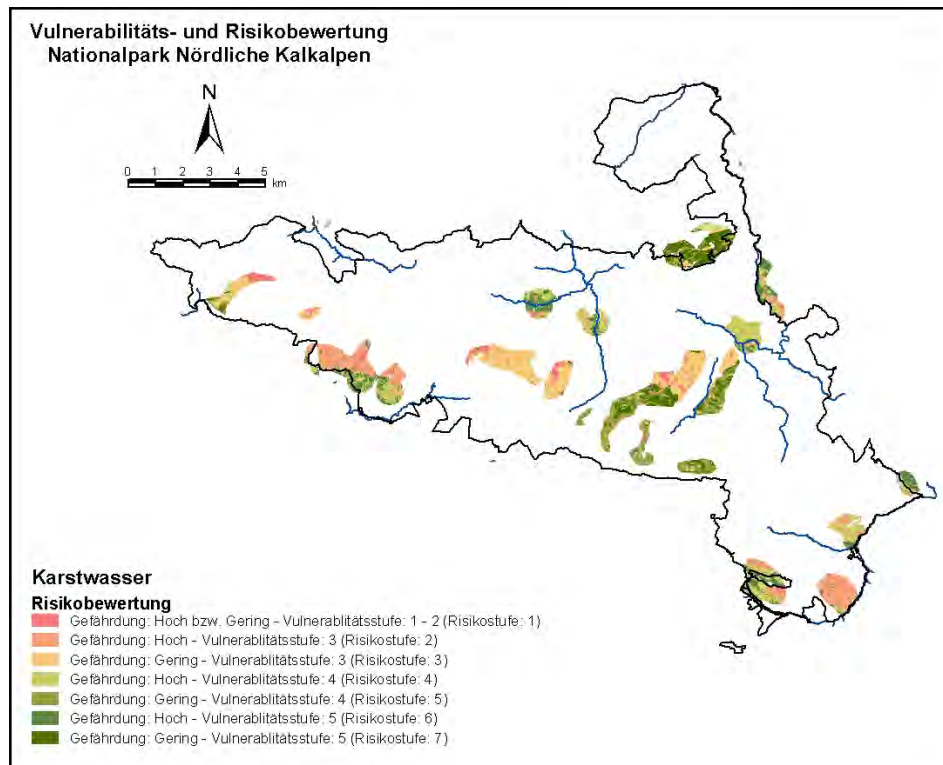 Vulnerabilitäts- und Risikobewertung
Nationalpark Nördliche Kalkalpen
N
0 1 2 3 4 5
km
Karstwasser
Risikobewertung
Gefährdung: Hoch bzw. Gering - Vulnerablitätsstufe: 1 - 2 (Risikostufe: 1)
Gefährdung: Hoch - Vulnerablitätsstufe: 3 (Risikostufe: 2)
Gefährdung: Gering - Vulnerablitätsstufe: 3 (Risikostufe: 3)
Gefährdung: Hoch - Vulnerablitätsstufe: 4 (Risikostufe: 4)
Gefährdung: Gering - Vulnerablitätsstufe: 4 (Risikostufe: 5)
Gefährdung: Hoch - Vulnerablitätsstufe: 5 (Risikostufe: 6)
Gefährdung: Gering - Vulnerablitätsstufe: 5 (Risikostufe: 7)